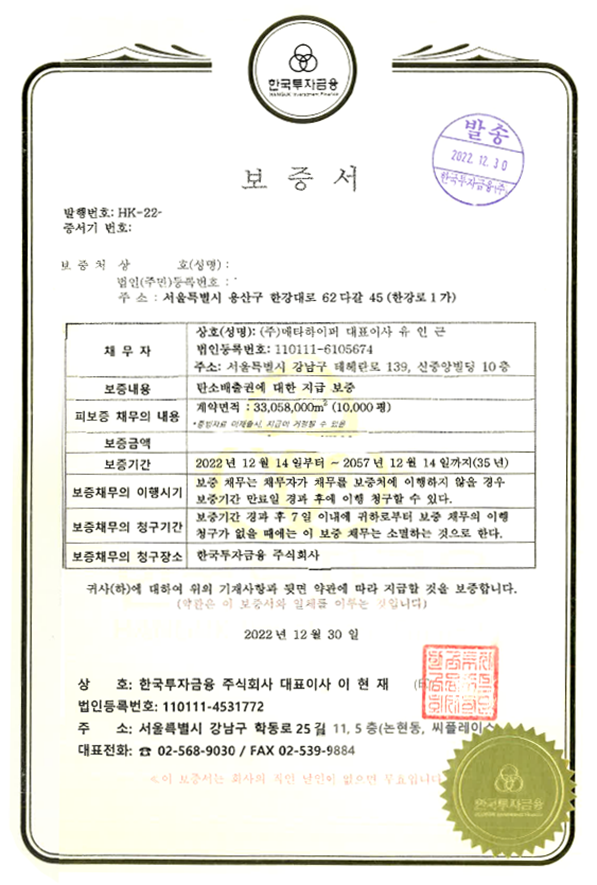 한국투자금융
HANGUK Investment Finance
발송
2022. 12. 30
한국투자금융(주)
보 증 서
발행번호: HK-22-
증서기 번호:
보 증 처 상 호(성명) :
법인(주민)등록번호 :
주 소 : 서울특별시 용산구 한강대로 62다길 45 (한강로1가)
채 무 자
상호(성명): (주)메타하이퍼 대표이사 유 인 근
법인등록번호: 110111-6105674
주소: 서울특별시 강남구 테헤란로 139, 신중앙빌딩 10층
보증내용
탄소배출권에 대한 지급 보증
피보증 채무의 내용
계약면적 : 33,058,000m² (10,000평)
*증빙자료 미제출시, 지급이 거절될 수 있음
보증금액
보증기간
2022년 12월 14일부터 ~ 2057년 12월 14일까지(35년)
보증채무의 이행시기
보증 채무는 채무자가 채무를 보증처에 이행하지 않을 경우
보증기간 만료일 경과 후에 이행 청구할 수 있다.
보증채무의 청구기간
보증기간 경과 후 7일 이내에 귀하로부터 보증 채무의 이행
청구가 없을 때에는 이 보증 채무는 소멸하는 것으로 한다.
보증채무의 청구장소
한국투자금융 주식회사
귀사(하)에 대하여 위의 기재사항과 뒷면 약관에 따라 지급할 것을 보증합니다.
(약관은 이 보증서와 일체를 이루는 것입니다)
2022년 12월 30일
상 호: 한국투자금융 주식회사 대표이사 이 현 재 (印)
법인등록번호: 110111-4531772
주 소: 서울특별시 강남구 학동로25길 11, 5층(논현동, 씨플레이스
대표전화: ☎ 02-568-9030 / FAX 02-539-9884
<이 보증서는 회사의 직인 날인이 없으면 무효입니다
한국투자금융